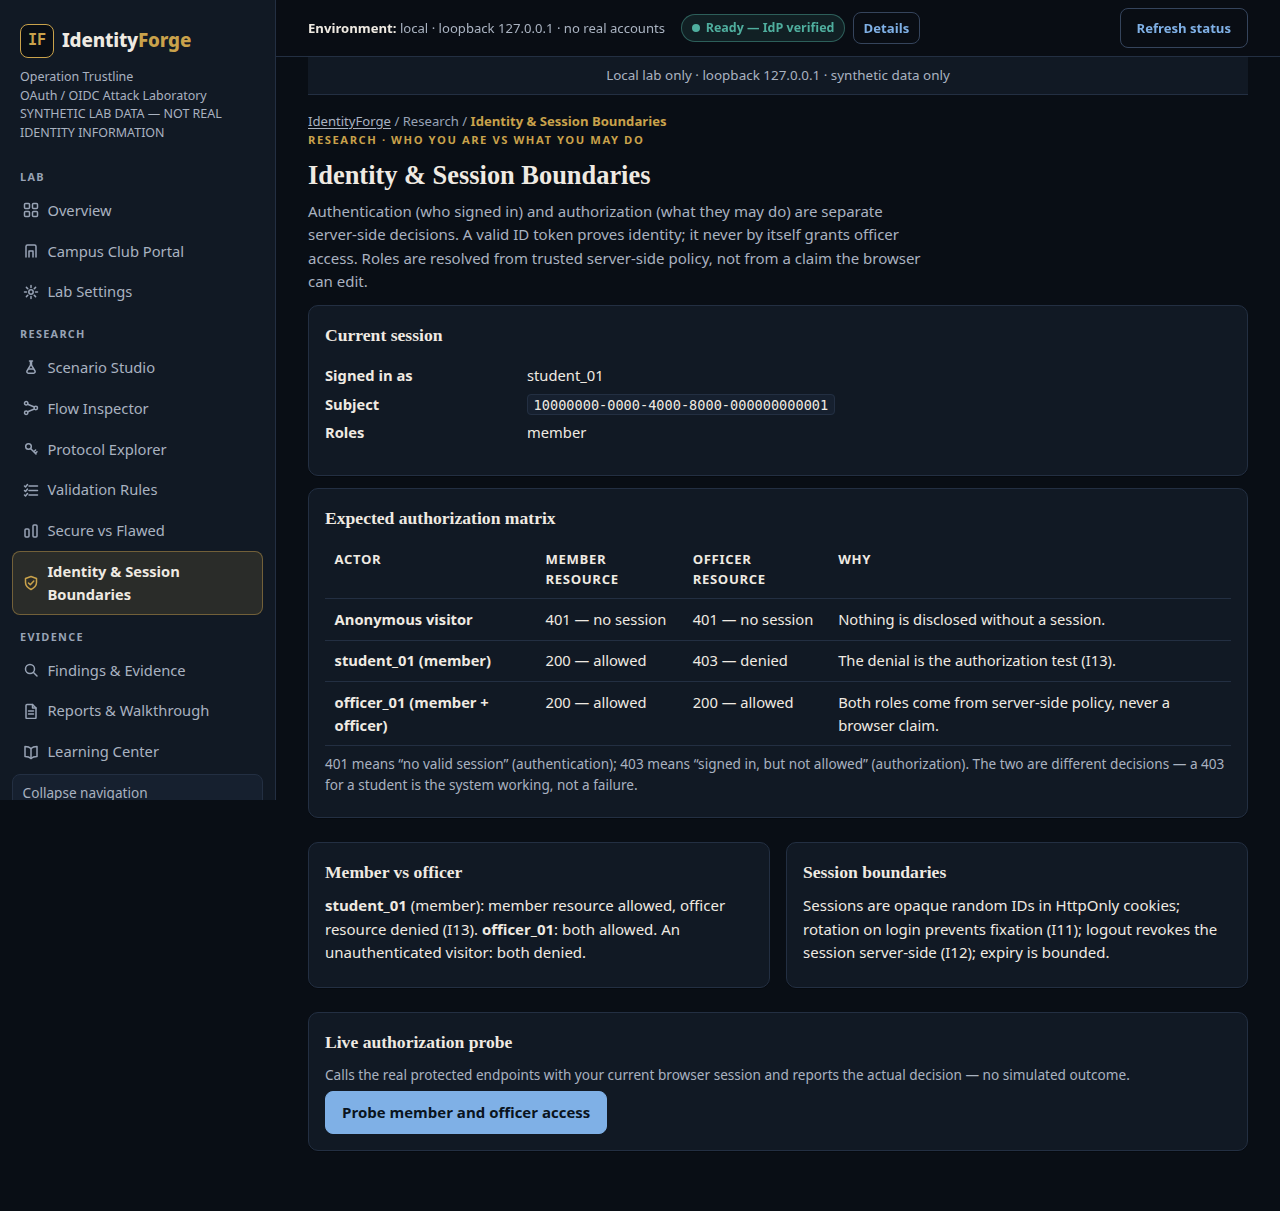 IF IdentityForge
Operation Trustline
OAuth / OIDC Attack Laboratory
SYNTHETIC LAB DATA — NOT REAL
IDENTITY INFORMATION
LAB
Overview
Campus Club Portal
Lab Settings
RESEARCH
Scenario Studio
Flow Inspector
Protocol Explorer
Validation Rules
Secure vs Flawed
Identity & Session
Boundaries
EVIDENCE
Findings & Evidence
Reports & Walkthrough
Learning Center
Collapse navigation
Environment: local · loopback 127.0.0.1 · no real accounts
Ready — IdP verified
Details
Refresh status
Local lab only · loopback 127.0.0.1 · synthetic data only
IdentityForge / Research / Identity & Session Boundaries
RESEARCH · WHO YOU ARE VS WHAT YOU MAY DO
Identity & Session Boundaries
Authentication (who signed in) and authorization (what they may do) are separate
server-side decisions. A valid ID token proves identity; it never by itself grants officer
access. Roles are resolved from trusted server-side policy, not from a claim the browser
can edit.
Current session
Signed in as student_01
Subject 10000000-0000-4000-8000-000000000001
Roles member
Expected authorization matrix
ACTOR MEMBER RESOURCE OFFICER RESOURCE WHY
Anonymous visitor 401 — no session 401 — no session Nothing is disclosed without a session.
student_01 (member) 200 — allowed 403 — denied The denial is the authorization test (I13).
officer_01 (member + officer) 200 — allowed 200 — allowed Both roles come from server-side policy, never a browser claim.
401 means “no valid session” (authentication); 403 means “signed in, but not allowed” (authorization). The two are different decisions — a 403
for a student is the system working, not a failure.
Member vs officer
student_01 (member): member resource allowed, officer
resource denied (I13). officer_01: both allowed. An
unauthenticated visitor: both denied.
Session boundaries
Sessions are opaque random IDs in HttpOnly cookies;
rotation on login prevents fixation (I11); logout revokes the
session server-side (I12); expiry is bounded.
Live authorization probe
Calls the real protected endpoints with your current browser session and reports the actual decision — no simulated outcome.
Probe member and officer access